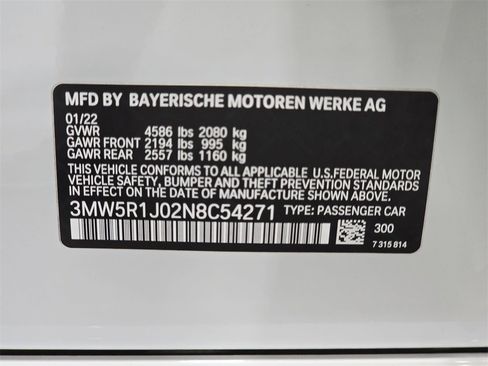 MFD BY BAYERISCHE MOTOREN WERKE AG
01/22
GVWR 4586 lbs 2080 kg
GAWR FRONT 2194 lbs 995 kg
GAWR REAR 2557 lbs 1160 kg
THIS VEHICLE CONFORMS TO ALL APPLICABLE U.S.FEDERAL MOTOR
VEHICLE SAFETY, BUMPER, AND THEFT PREVENTION STANDARDS
IN EFFECT ON THE DATE OF MANUFACTURE SHOWN ABOVE.
3MW5R1J02N8C54271 TYPE: PASSENGER CAR
300
7 315 814